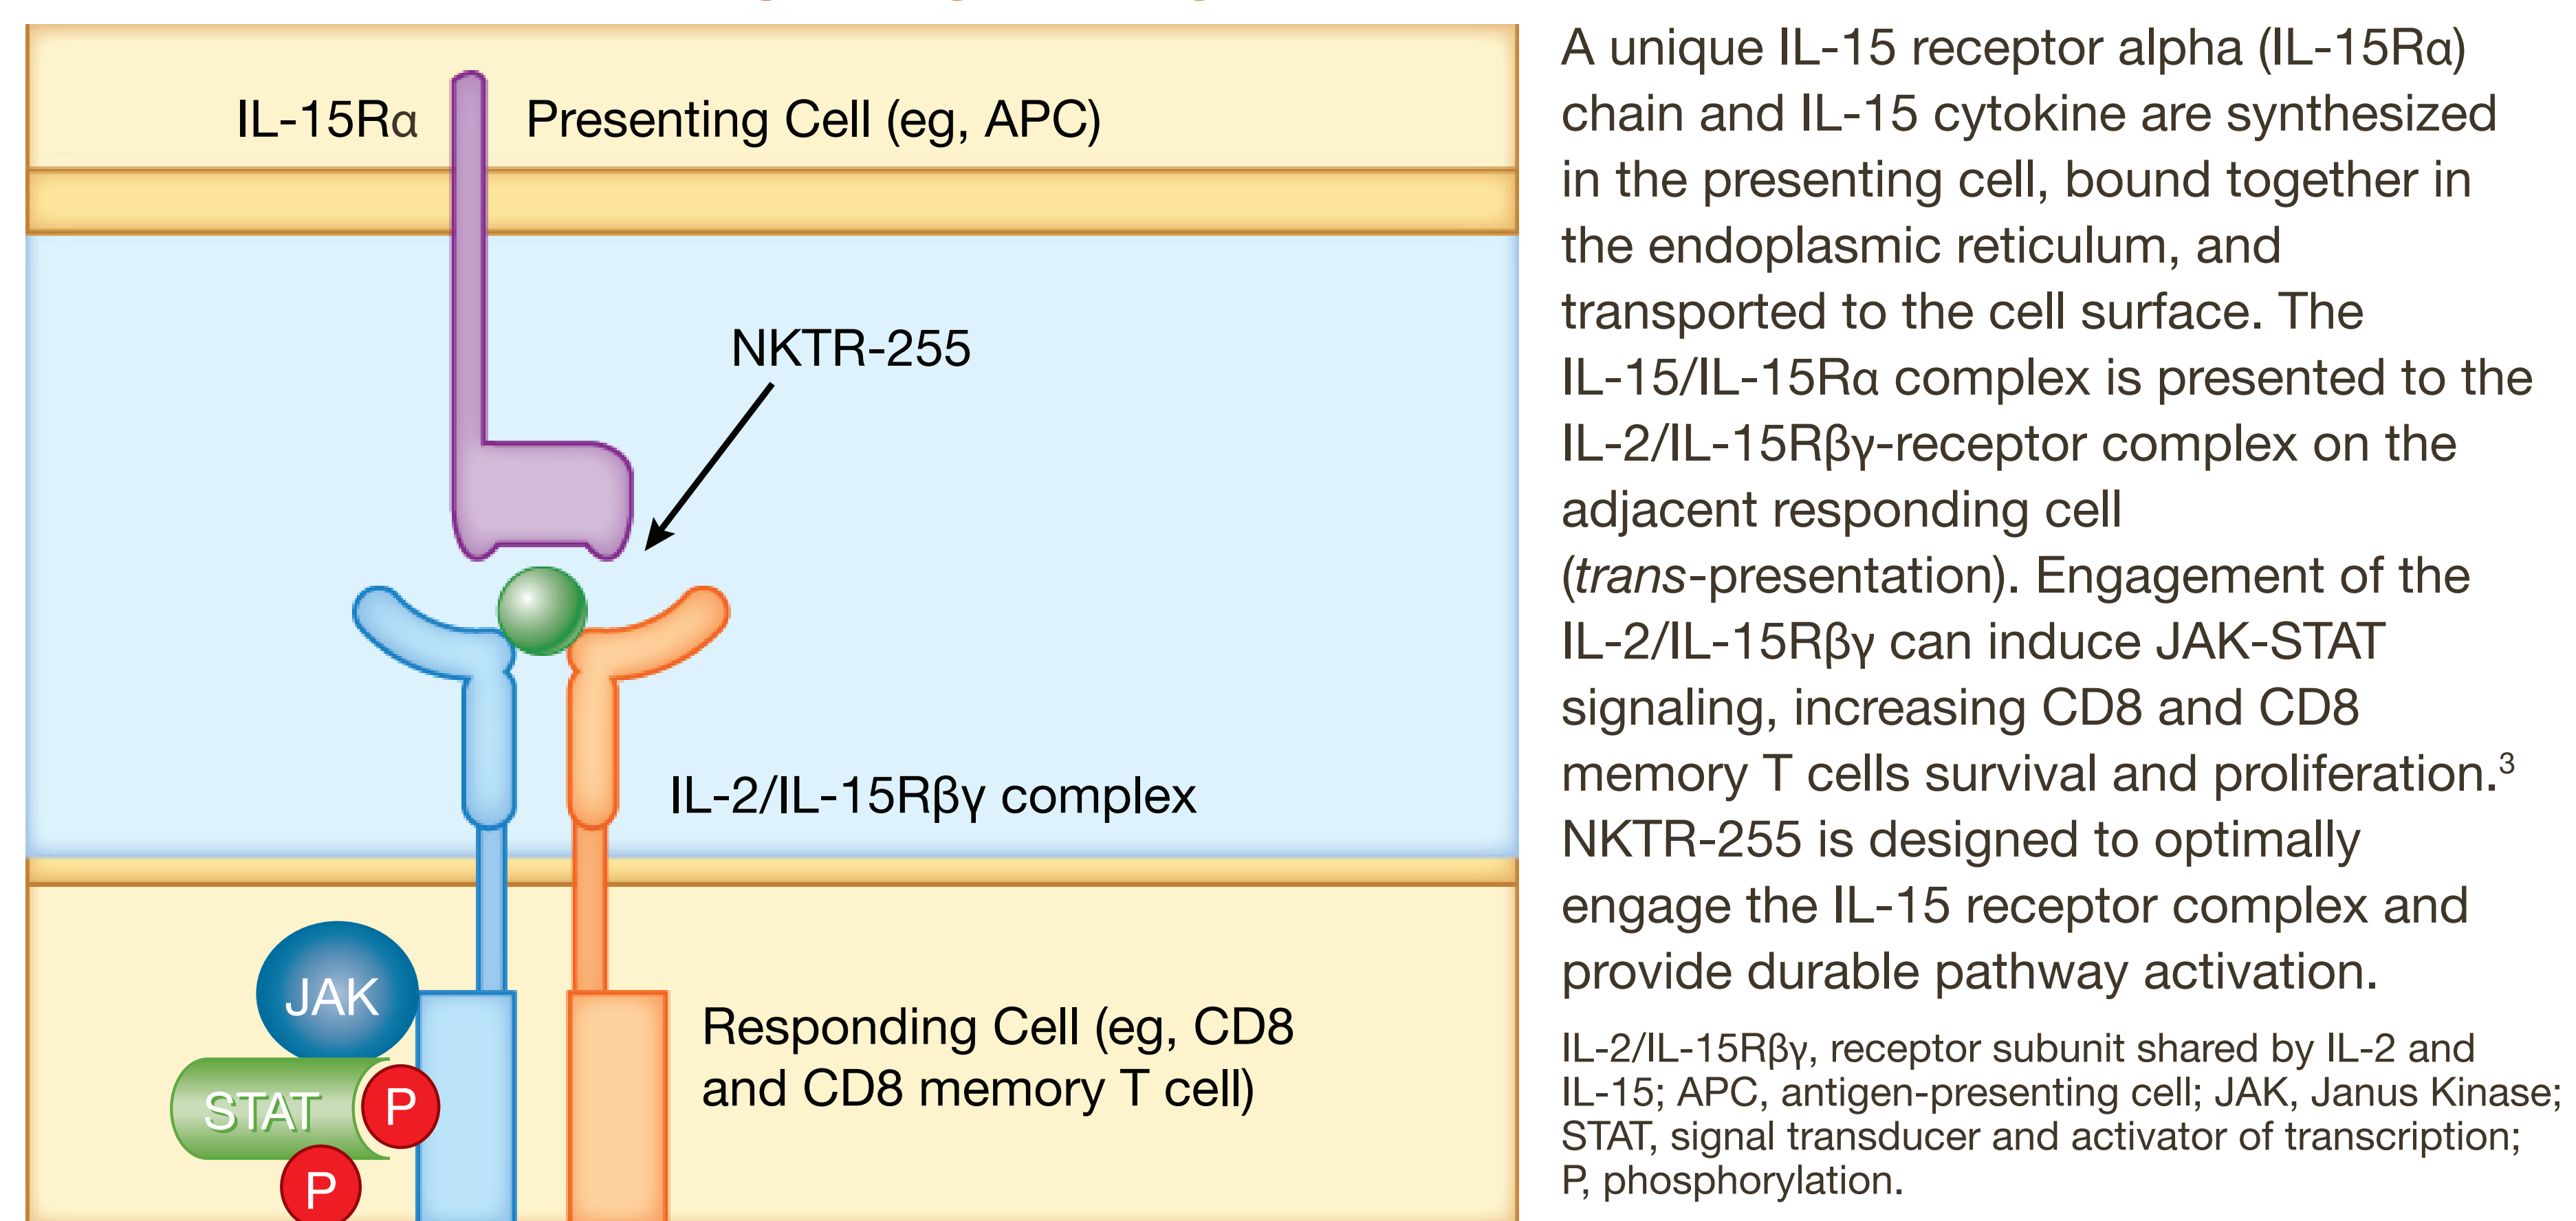 IL-15Rα
Presenting Cell (eg, APC)
NKTR-255
IL-2/IL-15Rβγ complex
JAK
STAT
P
P
Responding Cell (eg, CD8
and CD8 memory T cell)
A unique IL-15 receptor alpha (IL-15Rα)
chain and IL-15 cytokine are synthesized
in the presenting cell, bound together in
the endoplasmic reticulum, and
transported to the cell surface. The
IL-15/IL-15Rα complex is presented to the
IL-2/IL-15Rβγ-receptor complex on the
adjacent responding cell
(trans-presentation). Engagement of the
IL-2/IL-15Rβγ can induce JAK-STAT
signaling, increasing CD8 and CD8
memory T cells survival and proliferation.³
NKTR-255 is designed to optimally
engage the IL-15 receptor complex and
provide durable pathway activation.
IL-2/IL-15Rβγ, receptor subunit shared by IL-2 and
IL-15; APC, antigen-presenting cell; JAK, Janus Kinase;
STAT, signal transducer and activator of transcription;
P, phosphorylation.